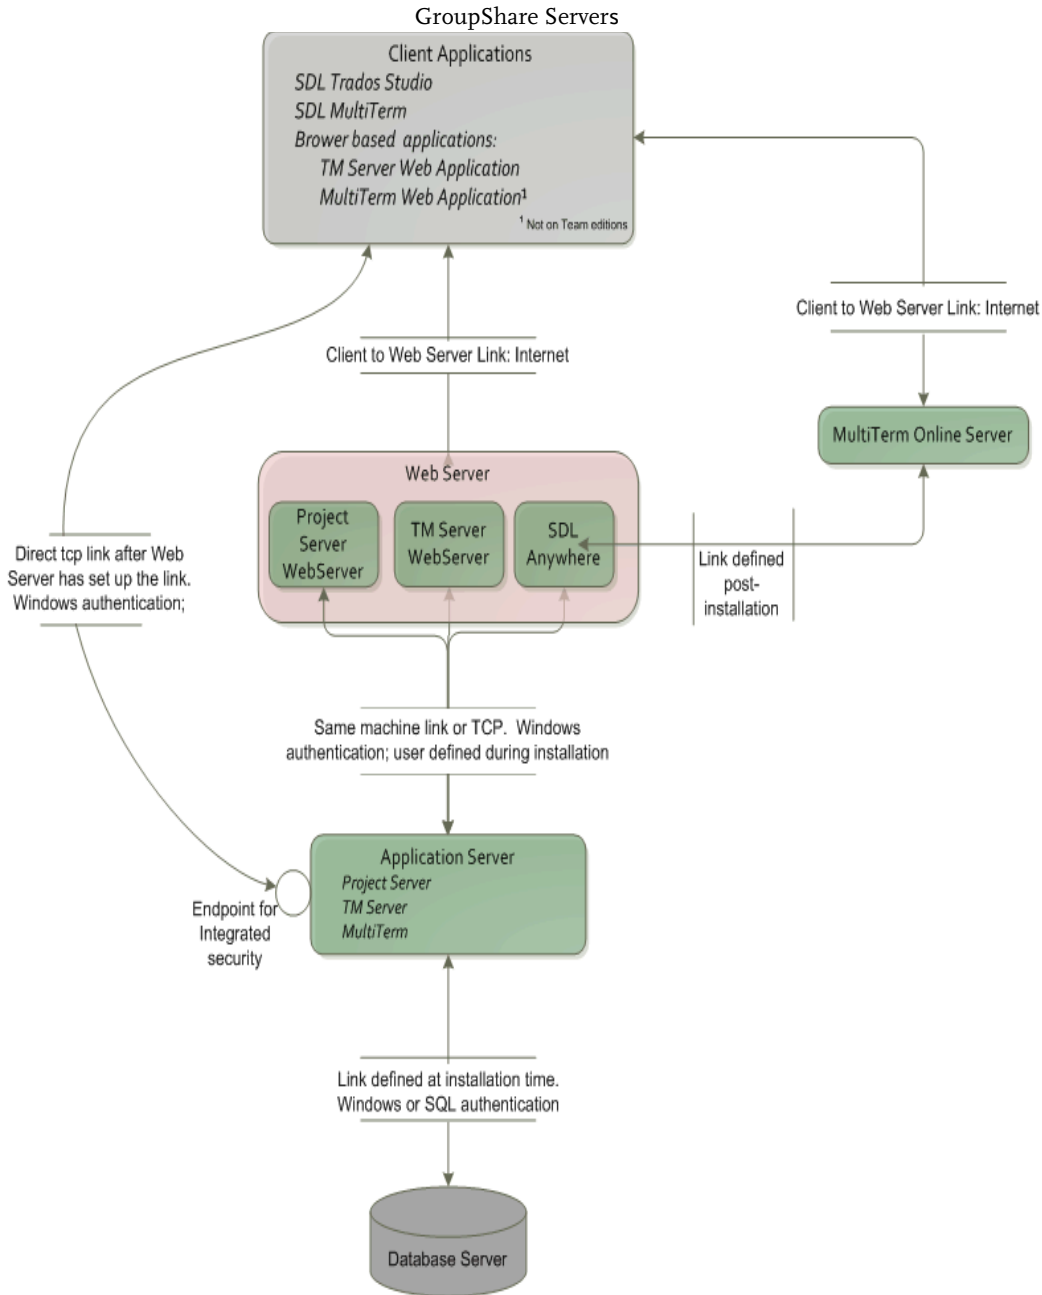 GroupShare Servers
Client Applications
SDL Trados Studio
SDL MultiTerm
Brower based applications:
TM Server Web Application
MultiTerm Web Application¹
¹ Not on Team editions
Client to Web Server Link: Internet
Client to Web Server Link: Internet
MultiTerm Online Server
Web Server
Project
Server
WebServer
TM Server
WebServer
SDL
Anywhere
Link defined
post-
installation
Direct tcp link after Web
Server has set up the link.
Windows authentication;
Same machine link or TCP. Windows
authentication; user defined during installation
Application Server
Project Server
TM Server
MultiTerm
Endpoint for
Integrated
security
Link defined at installation time.
Windows or SQL authentication
Database Server